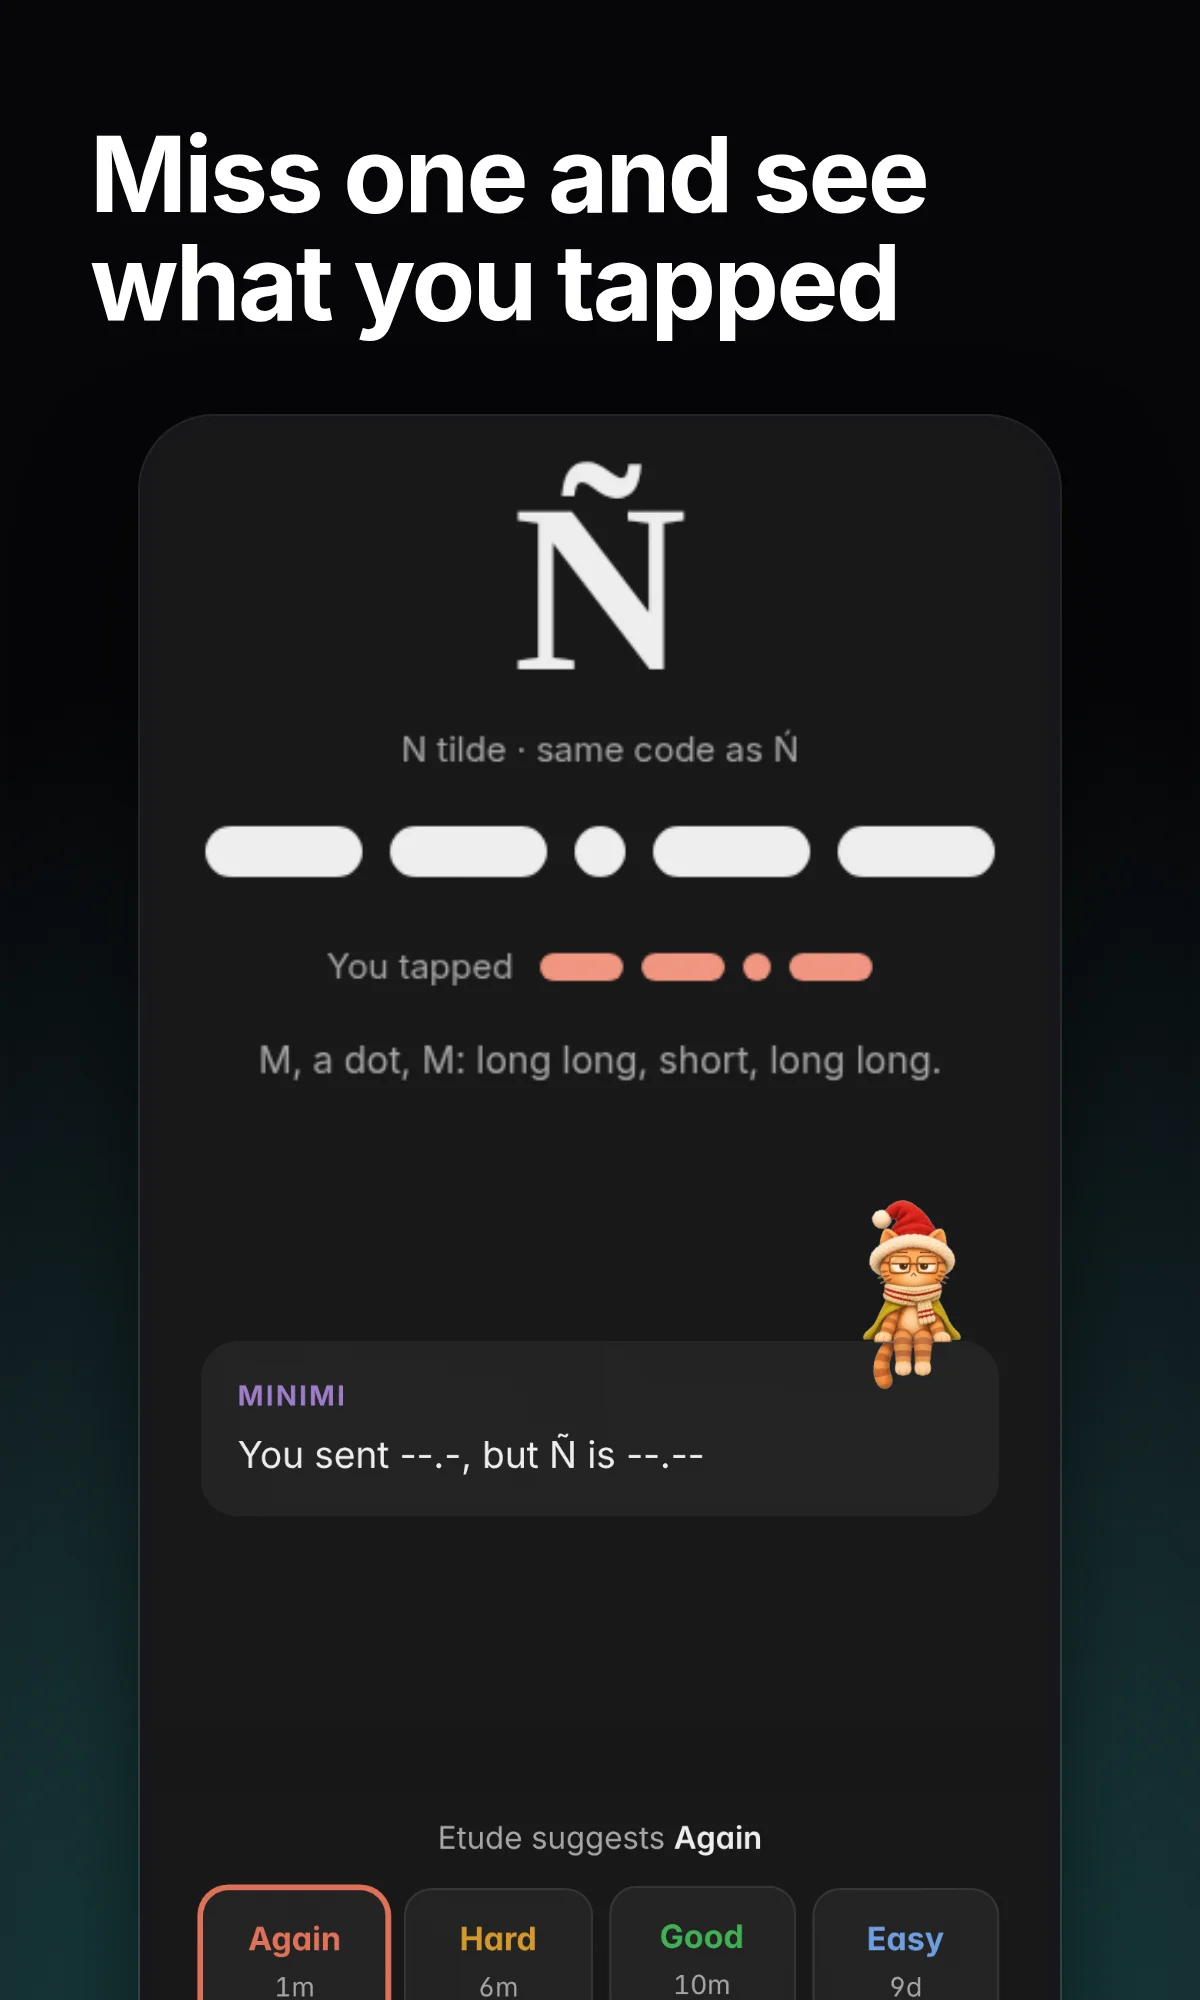 Miss one and see
what you tapped
Ñ
N tilde · same code as Ń
You tapped
M, a dot, M: long long, short, long long.
MINIMI
You sent --.-, but Ñ is --.--
Etude suggests Again
Again Hard Good Easy
1m 6m 10m 9d